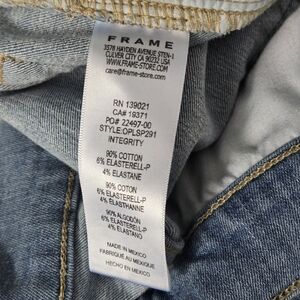 FRAME
3578 HAYDEN AVENUE STEN-1
CULVER CITY CA 90232 USA
WWW.FRAME-STORE.COM
care@frame-store.com
RN 139021
CA# 19371
PO# 22497-00
STYLE:OPLSP291
INTEGRITY
90% COTTON
6% ELASTERELL-P
4% ELASTANE
90% COTON
6% ELASTERELL-P
4% ELASTHANNE
90% ALGODÓN
6% ELASTERELL-P
4% ELASTANO
MADE IN MEXICO
FABRIQUÉ AU MEXIQUE
HECHO EN MEXICO